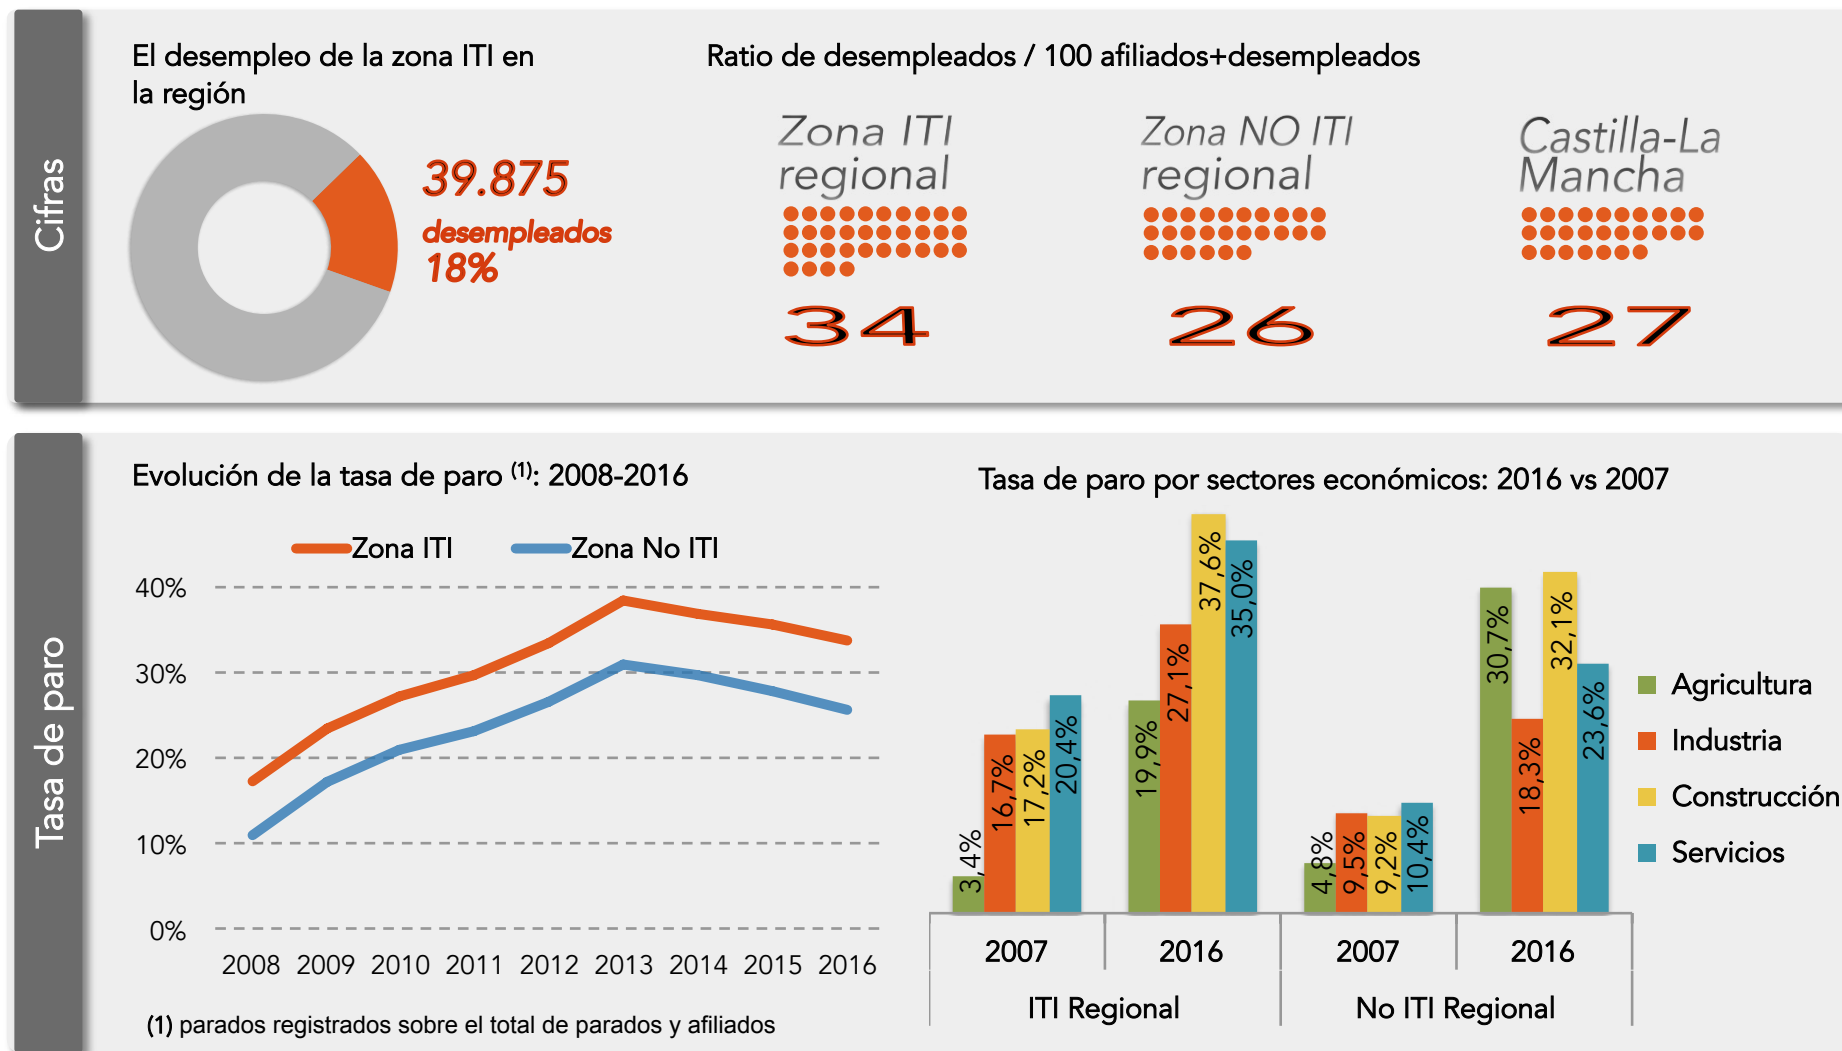 Cifras
El desempleo de la zona ITI en
la región
39.875
desempleados
18%
Ratio de desempleados / 100 afiliados+desempleados
Zona ITI
regional
34
Zona NO ITI
regional
26
Castilla-La
Mancha
27
Tasa de paro
Evolución de la tasa de paro (1): 2008-2016
Zona ITI
Zona No ITI
40%
30%
20%
10%
0%
2008 2009 2010 2011 2012 2013 2014 2015 2016
(1) parados registrados sobre el total de parados y afiliados
Tasa de paro por sectores económicos: 2016 vs 2007
3,4%
16,7%
17,2%
20,4%
19,9%
27,1%
37,6%
35,0%
4,8%
9,5%
9,2%
10,4%
30,7%
18,3%
32,1%
23,6%
2007 2016 2007 2016
ITI Regional No ITI Regional
Agricultura
Industria
Construcción
Servicios